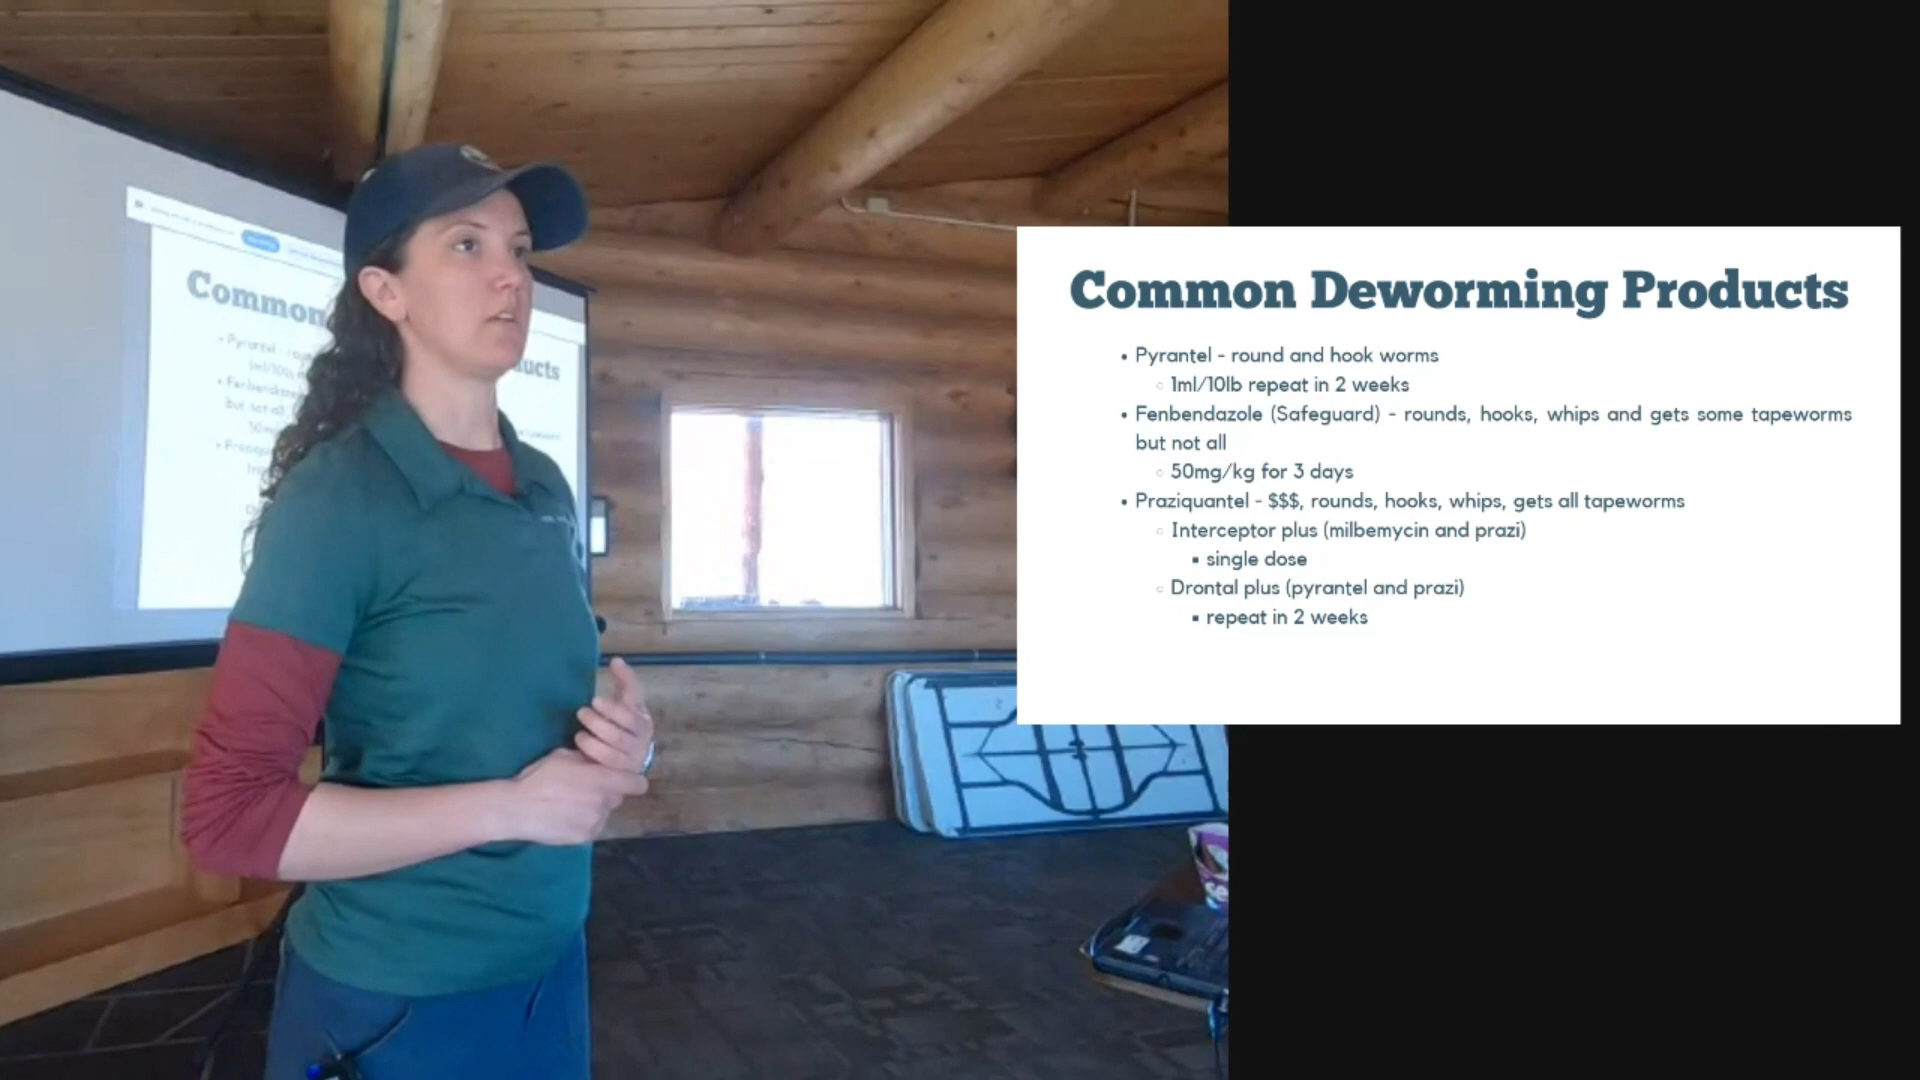 Common Deworming Products
• Pyrantel - round and hook worms
◦ 1ml/10lb repeat in 2 weeks
• Fenbendazole (Safeguard) - rounds, hooks, whips and gets some tapeworms
but not all
◦ 50mg/kg for 3 days
• Praziquantel - $$$, rounds, hooks, whips, gets all tapeworms
◦ Interceptor plus (milbemycin and prazi)
▪ single dose
◦ Drontal plus (pyrantel and prazi)
▪ repeat in 2 weeks
Common
ucts